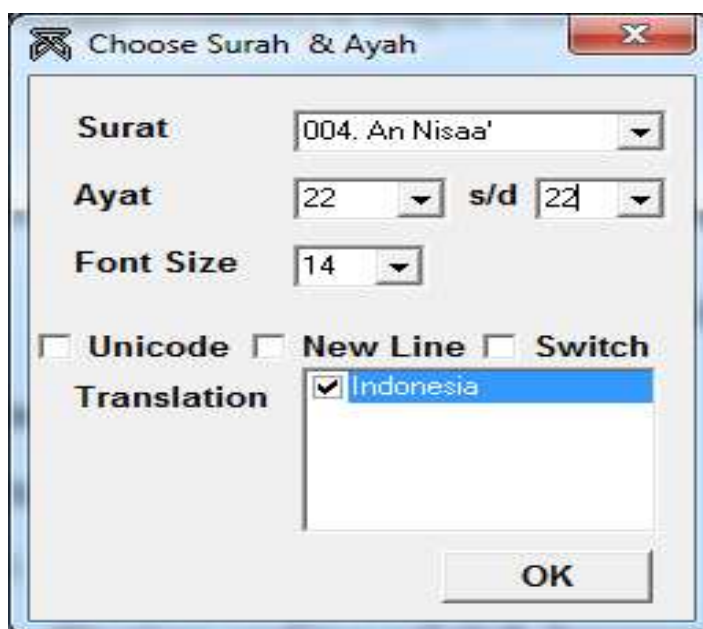 Choose Surah & Ayah
Surat 004. An Nisaa'
Ayat 22 s/d 22
Font Size 14
Unicode New Line Switch
Translation Indonesia
OK